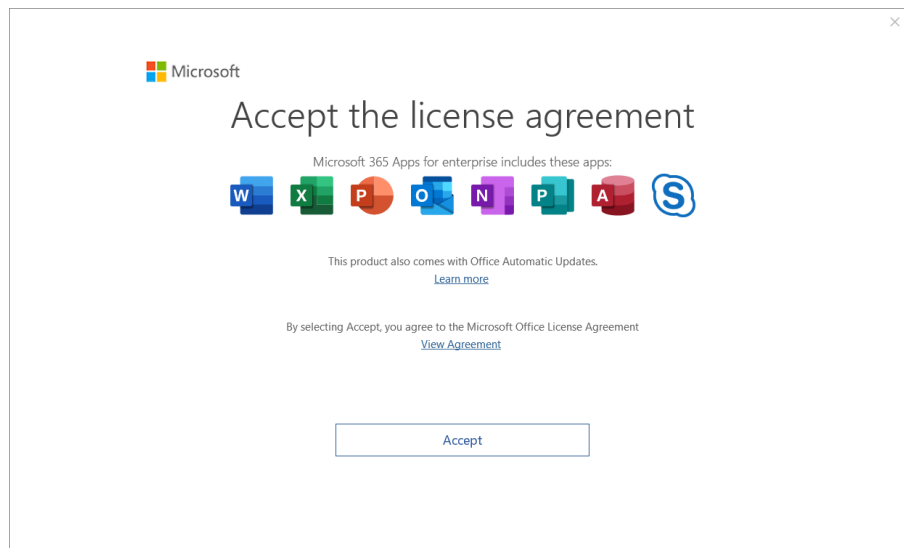 Microsoft
Accept the license agreement
Microsoft 365 Apps for enterprise includes these apps:
W X P O N P A S
This product also comes with Office Automatic Updates.
Learn more
By selecting Accept, you agree to the Microsoft Office License Agreement
View Agreement
Accept